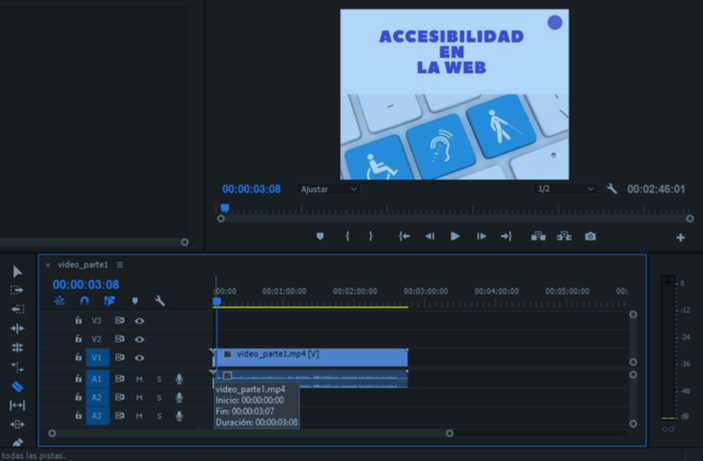 ACCESIBILIDAD
EN
LA WEB
00:00:03:08
Ajustar
1/2
00:02:46:01
× video_parte1
00:00:03:08
:00:00
00:01:00:00
00:02:00:00
00:03:00:00
00:04:00:00
00:05:00:00
00:
V3
V2
V1
video_parte1.mp4 [V]
A1 M S
A2 M S
A3 M S
video_parte1.mp4
Inicio: 00:00:00:00
Fin: 00:00:03:07
Duración: 00:00:03:08
0
-12
-24
-36
-48
dB
todas las pistas.